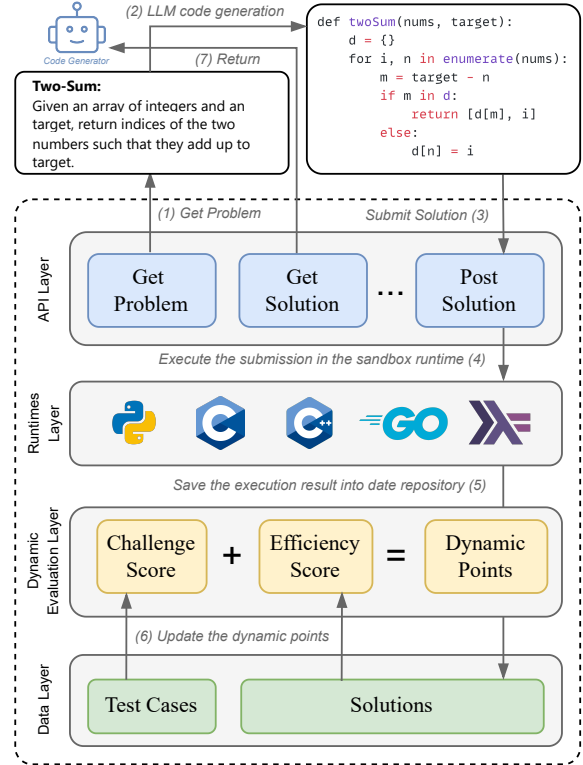 (2) LLM code generation
Code Generator
(7) Return
Two-Sum:
Given an array of integers and an
target, return indices of the two
numbers such that they add up to
target.
def twoSum(nums, target):
d = {}
for i, n in enumerate(nums):
m = target - n
if m in d:
return [d[m], i]
else:
d[n] = i
(1) Get Problem
Submit Solution (3)
API Layer
Get
Problem
Get
Solution
...
Post
Solution
Execute the submission in the sandbox runtime (4)
Runtimes
Layer
C
C++
GO
Save the execution result into date repository (5)
Dynamic
Evaluation Layer
Challenge
Score
+
Efficiency
Score
=
Dynamic
Points
(6) Update the dynamic points
Data Layer
Test Cases
Solutions